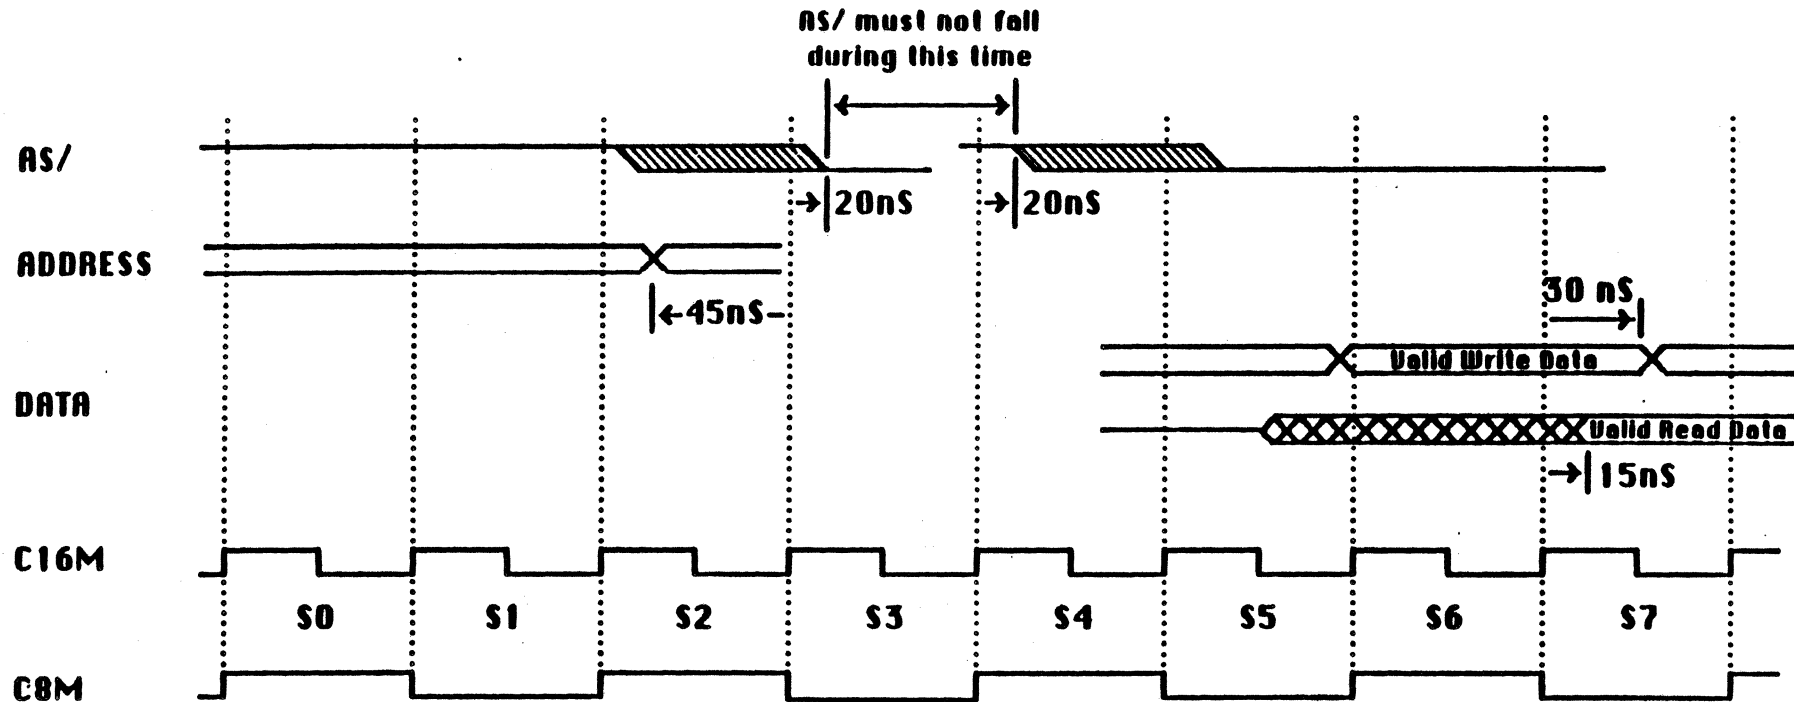 AS/ must not fall
during this time
AS/
20nS
20nS
ADDRESS
45nS
30 nS
Valid Write Data
DATA
Valid Read Data
15nS
C16M
S0 S1 S2 S3 S4 S5 S6 S7
C8M